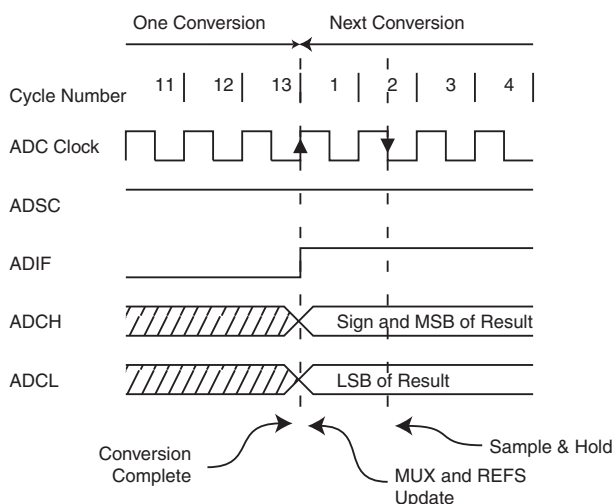 One Conversion Next Conversion
Cycle Number 11 12 13 1 2 3 4
ADC Clock
ADSC
ADIF
ADCH Sign and MSB of Result
ADCL LSB of Result
Conversion
Complete
MUX and REFS
Update
Sample & Hold